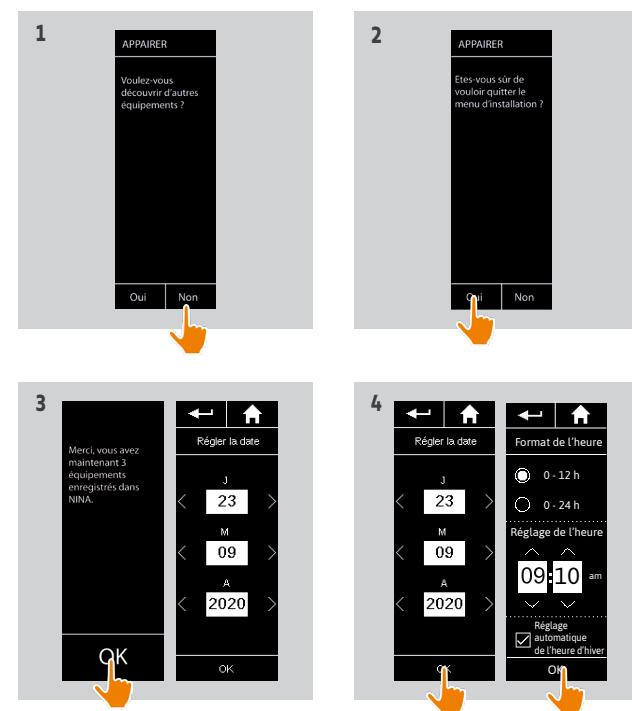 1
APPAIRER
Voulez-vous
découvrir d'autres
équipements ?
Oui Non
2
APPAIRER
Etes-vous sûr de
vouloir quitter le
menu d'installation ?
Oui Non
3
Merci, vous avez
maintenant 3
équipements
enregistrés dans
NINA.
OK
Régler la date
J
23
M
09
A
2020
OK
4
Régler la date
J
23
M
09
A
2020
OK
Format de l'heure
0 - 12 h
0 - 24 h
Réglage de l'heure
09:10 am
Réglage
automatique
de l'heure d'hiver
OK